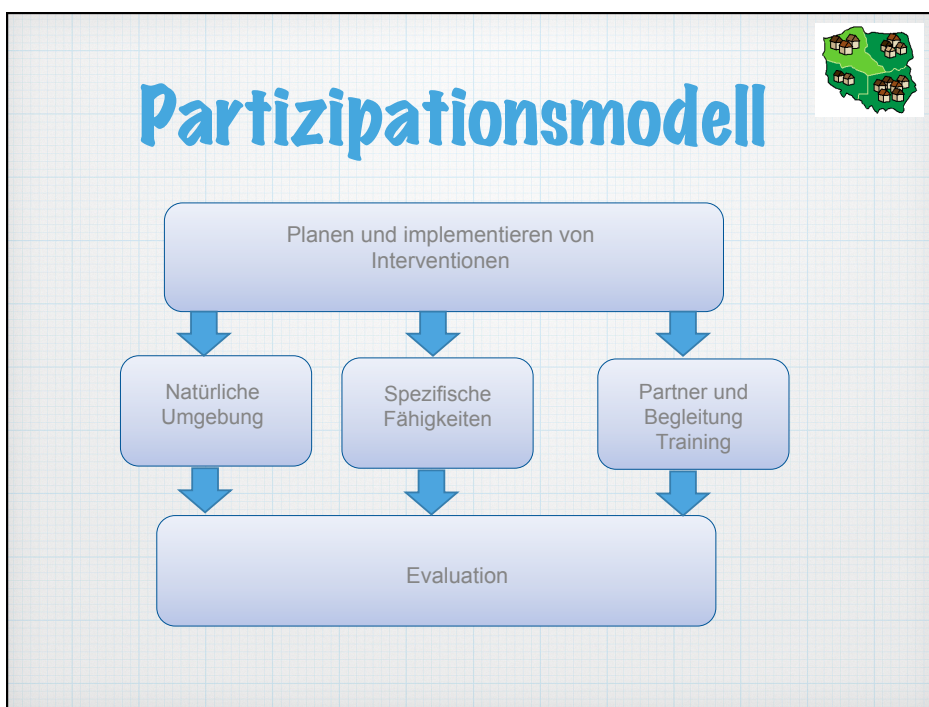 Partizipationsmodell
Planen und implementieren von
Interventionen
Natürliche
Umgebung
Spezifische
Fähigkeiten
Partner und
Begleitung
Training
Evaluation